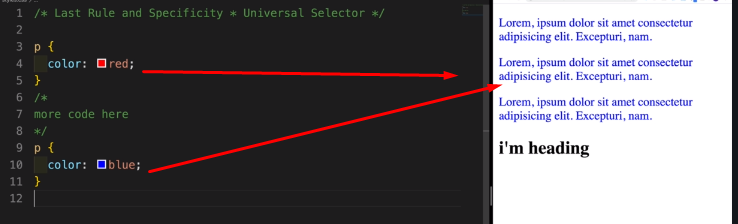 1 /* Last Rule and Specificity * Universal Selector */
2
3 p {
4 color: red;
5 }
6 /*
7 more code here
8 */
9 p {
10 color: blue;
11 }
12
Lorem, ipsum dolor sit amet consectetur
adipisicing elit. Excepturi, nam.
Lorem, ipsum dolor sit amet consectetur
adipisicing elit. Excepturi, nam.
Lorem, ipsum dolor sit amet consectetur
adipisicing elit. Excepturi, nam.
i'm heading